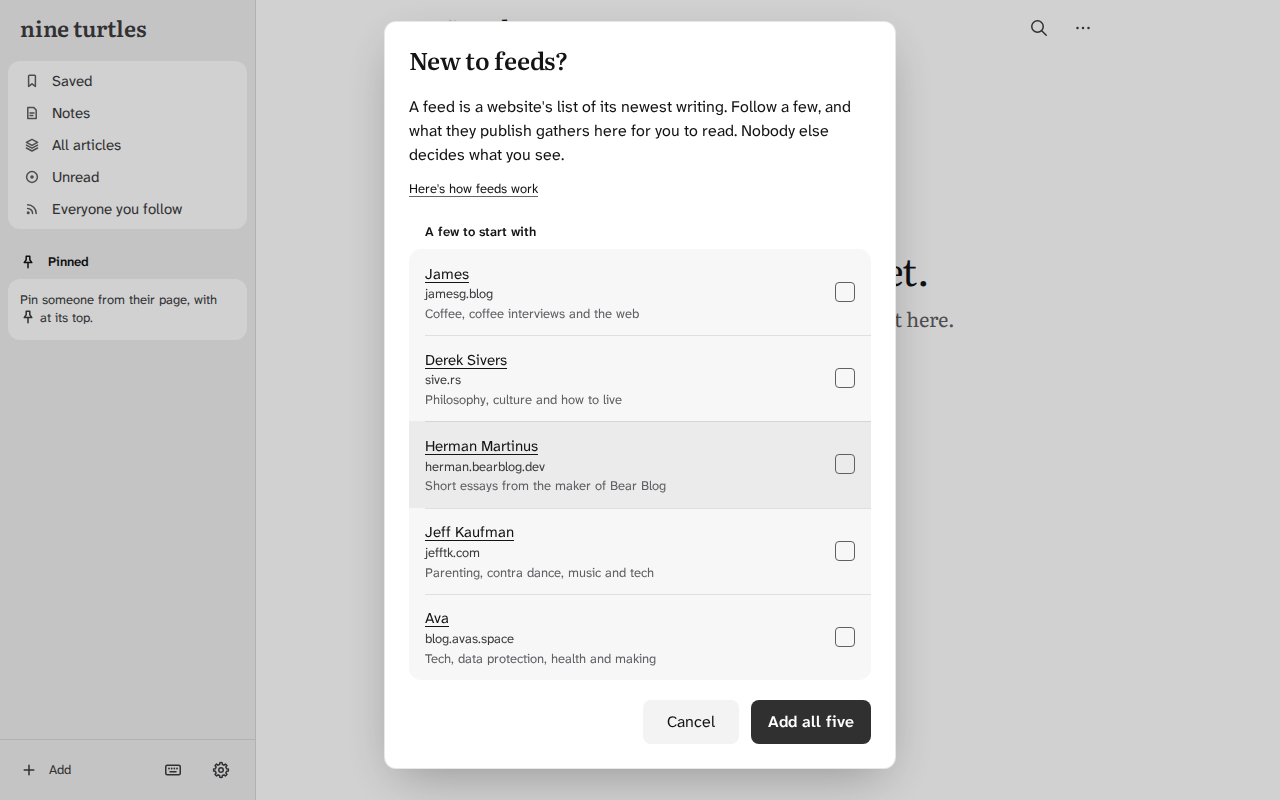 nine turtles
Saved
Notes
All articles
Unread
Everyone you follow
Pinned
Pin someone from their page, with
at its top.
Add
New to feeds?
A feed is a website's list of its newest writing. Follow a few, and
what they publish gathers here for you to read. Nobody else
decides what you see.
Here's how feeds work
A few to start with
James
jamesg.blog
Coffee, coffee interviews and the web
Derek Sivers
sive.rs
Philosophy, culture and how to live
Herman Martinus
herman.bearblog.dev
Short essays from the maker of Bear Blog
Jeff Kaufman
jefftk.com
Parenting, contra dance, music and tech
Ava
blog.avas.space
Tech, data protection, health and making
Cancel
Add all five
here.